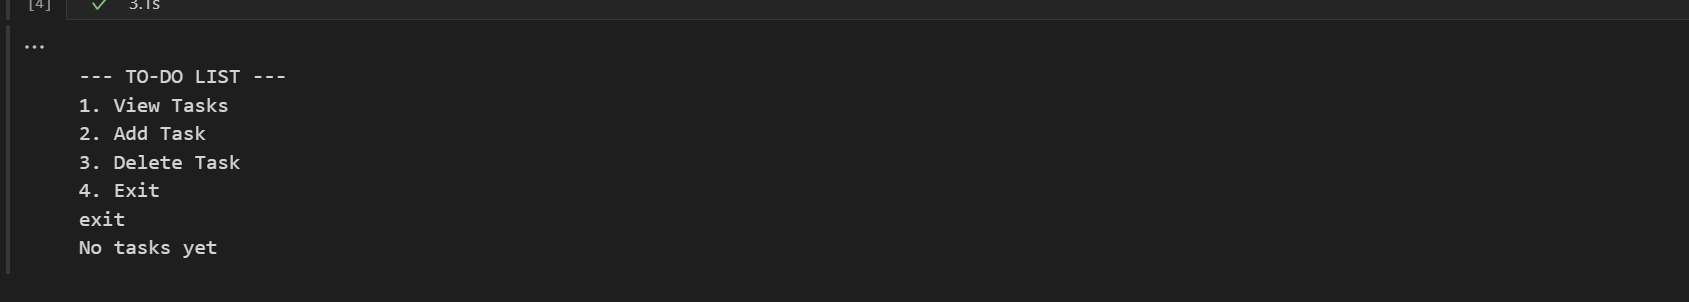 [4] ✓ 3.1s
...
--- TO-DO LIST ---
1. View Tasks
2. Add Task
3. Delete Task
4. Exit
exit
No tasks yet